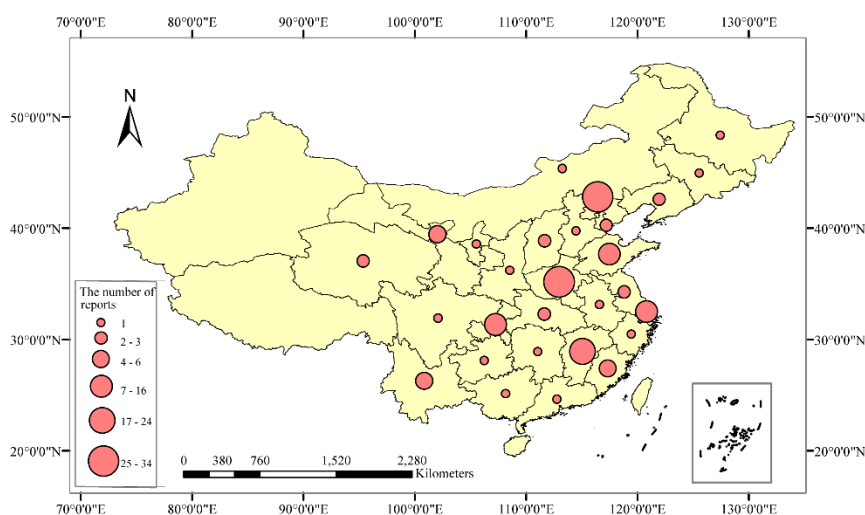 70°0'0"E 80°0'0"E 90°0'0"E 100°0'0"E 110°0'0"E 120°0'0"E 130°0'0"E
N
50°0'0"N 50°0'0"N
40°0'0"N 40°0'0"N
30°0'0"N 30°0'0"N
20°0'0"N 20°0'0"N
The number of
reports
1
2 - 3
4 - 6
7 - 16
17 - 24
25 - 34
0 380 760 1,520 2,280
Kilometers
70°0'0"E 80°0'0"E 90°0'0"E 100°0'0"E 110°0'0"E 120°0'0"E 130°0'0"E